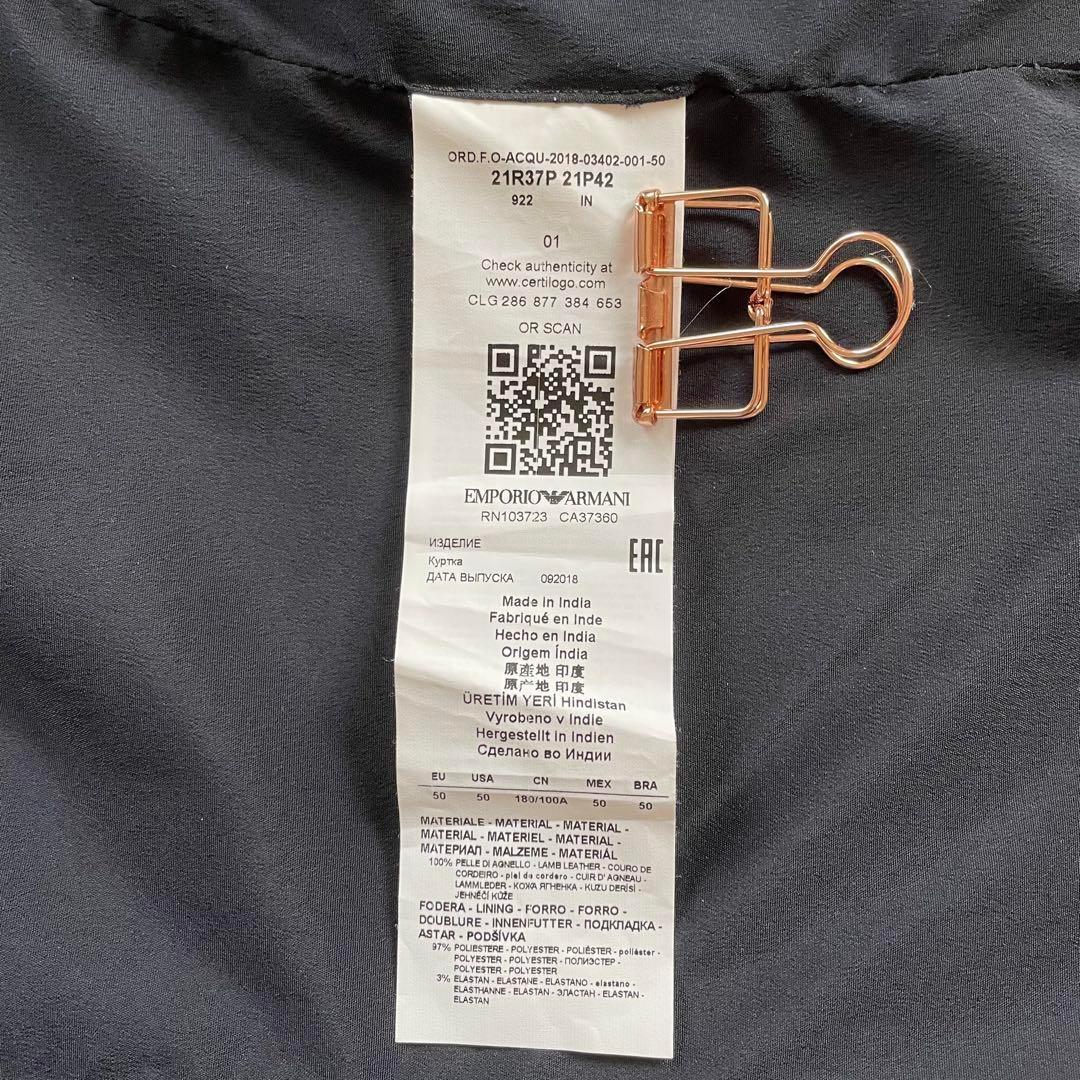 ORD.F.O-ACQU-2018-03402-001-50
21R37P 21P42
922 IN
01
Check authenticity at
www.certilogo.com
CLG 286 877 384 653
OR SCAN
EMPORIO ARMANI
RN103723 CA37360
ИЗДЕЛИЕ
EAC
Куртка
ДАТА ВЫПУСКА 092018
Made in India
Fabriqué en Inde
Hecho en India
Origem Índia
原產地 印度
原产地 印度
ÜRETİM YERİ Hindistan
Vyrobeno v Indie
Hergestellt in Indien
Сделано во Индии
EU USA CN MEX BRA
50 50 180/100A 50 50
MATERIALE - MATERIAL - MATERIAL -
MATERIAL - MATERIEL - MATERIAL -
МАТЕРИАЛ - MALZEME - MATERIÁL
100% PELLE DI AGNELLO - LAMB LEATHER - COURO DE
CORDEIRO - piel de cordero - CUIR D'AGNEAU -
LAMMLEDER - КОЖА ЯГНЕНКА - KUZU DERİSİ -
JEHNĚČÍ KŮŽE
FODERA - LINING - FORRO - FORRO -
DOUBLURE - INNENFUTTER - ПОДКЛАДКА -
ASTAR - PODŠÍVKA
97% POLIESTERE - POLYESTER - POLIÉSTER - poliéster -
POLYESTER - POLYESTER - ПОЛИЭСТЕР -
POLYESTER - POLYESTER
3% ELASTAN - ELASTANE - ELASTANO - elastano -
ELASTHANNE - ELASTAN - ЭЛАСТАН - ELASTAN -
ELASTAN